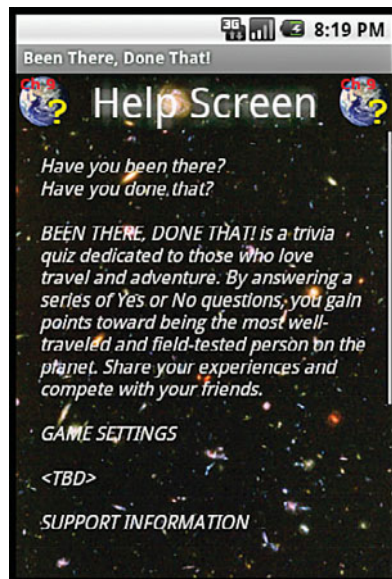 3G 8:19 PM
Been There, Done That!
Ch-9 ? Help Screen Ch-9 ?
Have you been there?
Have you done that?
BEEN THERE, DONE THAT! is a trivia
quiz dedicated to those who love
travel and adventure. By answering a
series of Yes or No questions, you gain
points toward being the most well-
traveled and field-tested person on the
planet. Share your experiences and
compete with your friends.
GAME SETTINGS
<TBD>
SUPPORT INFORMATION